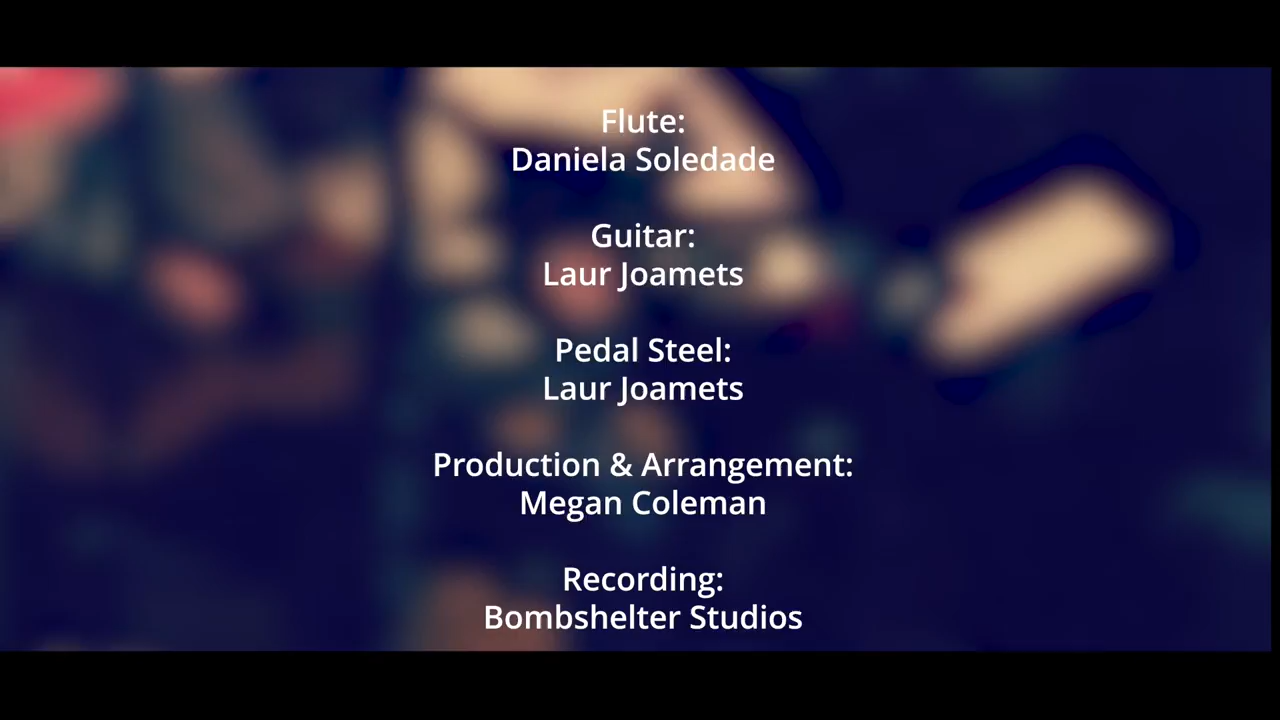 Flute:
Daniela Soledade
Guitar:
Laur Joamets
Pedal Steel:
Laur Joamets
Production & Arrangement:
Megan Coleman
Recording:
Bombshelter Studios